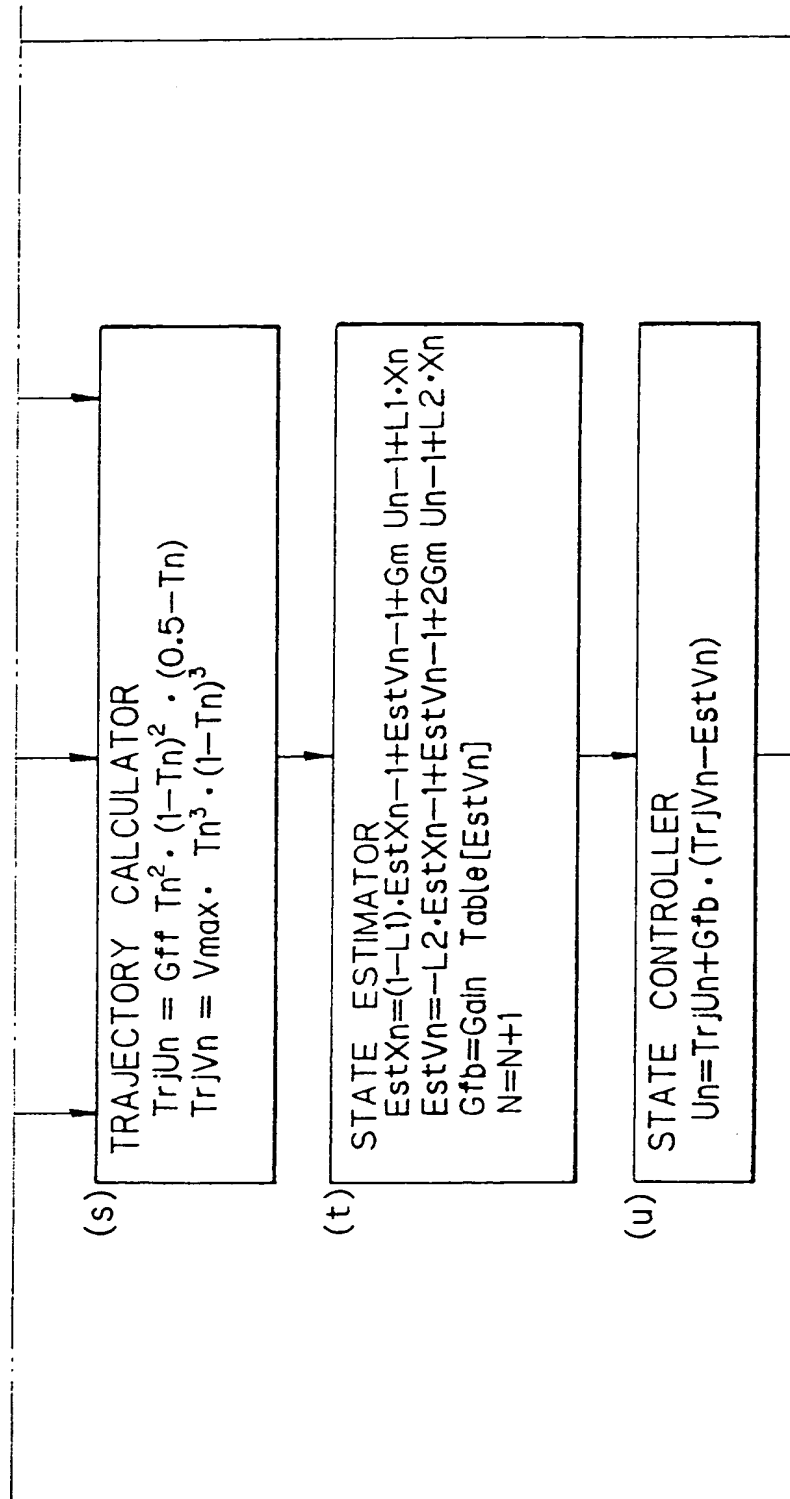 (s)
TRAJECTORY CALCULATOR
TrjUn = Gff Tn²·(1−Tn)²·(0.5−Tn)
TrjVn = Vmax· Tn³·(1−Tn)³
(t)
STATE ESTIMATOR
EstXn=(1−L1)·EstXn−1+EstVn−1+Gm Un−1+L1·Xn
EstVn=−L2·EstXn−1+EstVn−1+2Gm Un−1+L2·Xn
Gfb=Gain Table[EstVn]
N=N+1
(u)
STATE CONTROLLER
Un=TrjUn+Gfb·(TrjVn−EstVn)